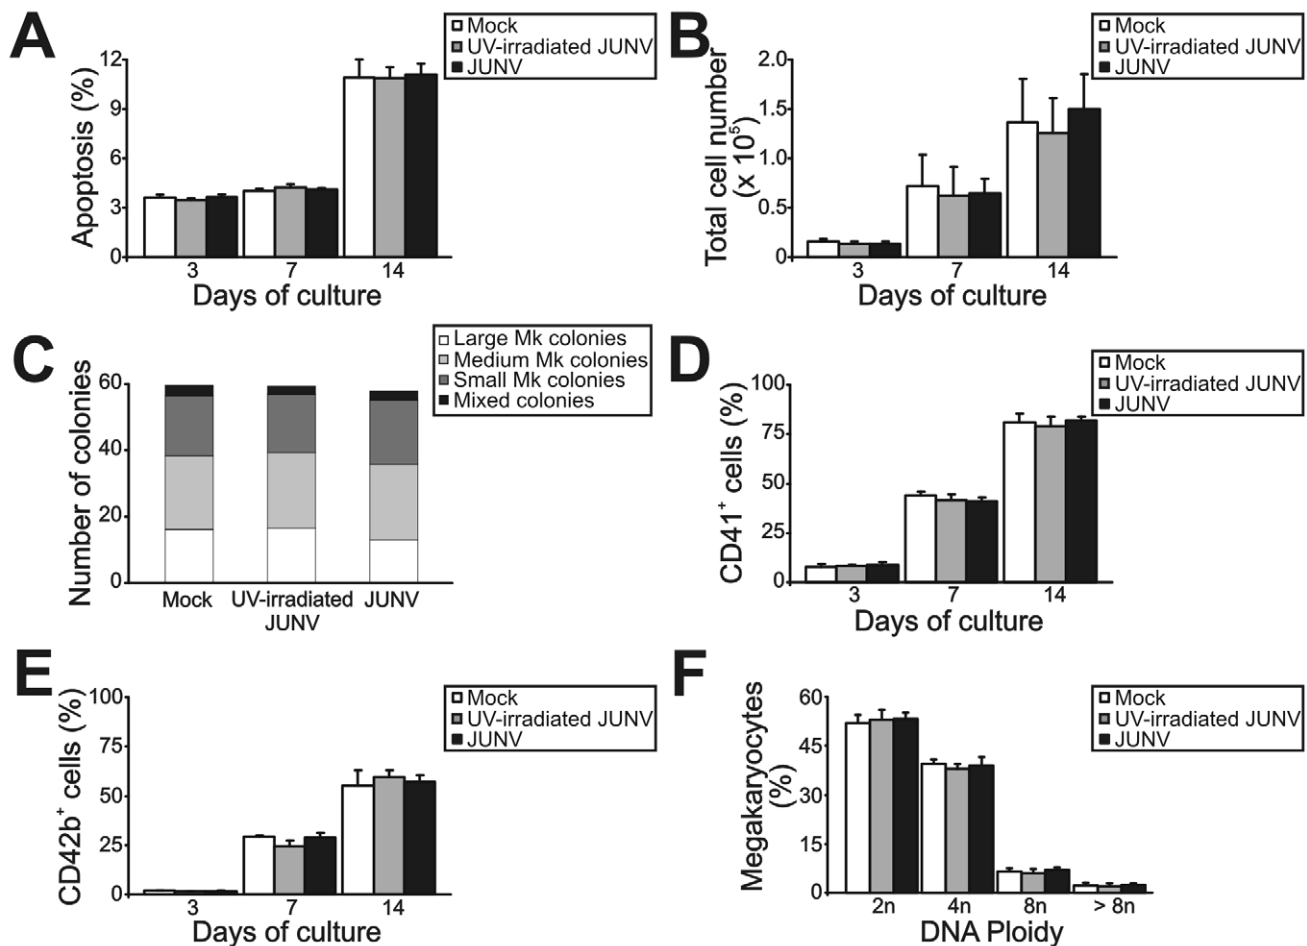 A
Mock
UV-irradiated JUNV
JUNV
Apoptosis (%)
12
9
6
3
0
3 7 14
Days of culture
B
Mock
UV-irradiated JUNV
JUNV
Total cell number
(x 10⁵)
2.0
1.5
1.0
0.5
0
3 7 14
Days of culture
C
Large Mk colonies
Medium Mk colonies
Small Mk colonies
Mixed colonies
Number of colonies
60
40
20
0
Mock UV-irradiated JUNV
JUNV
D
Mock
UV-irradiated JUNV
JUNV
CD41⁺ cells (%)
100
75
50
25
0
3 7 14
Days of culture
E
Mock
UV-irradiated JUNV
JUNV
CD42b⁺ cells (%)
100
75
50
25
0
3 7 14
Days of culture
F
Mock
UV-irradiated JUNV
JUNV
Megakaryocytes
(%)
60
45
30
15
0
2n 4n 8n > 8n
DNA Ploidy